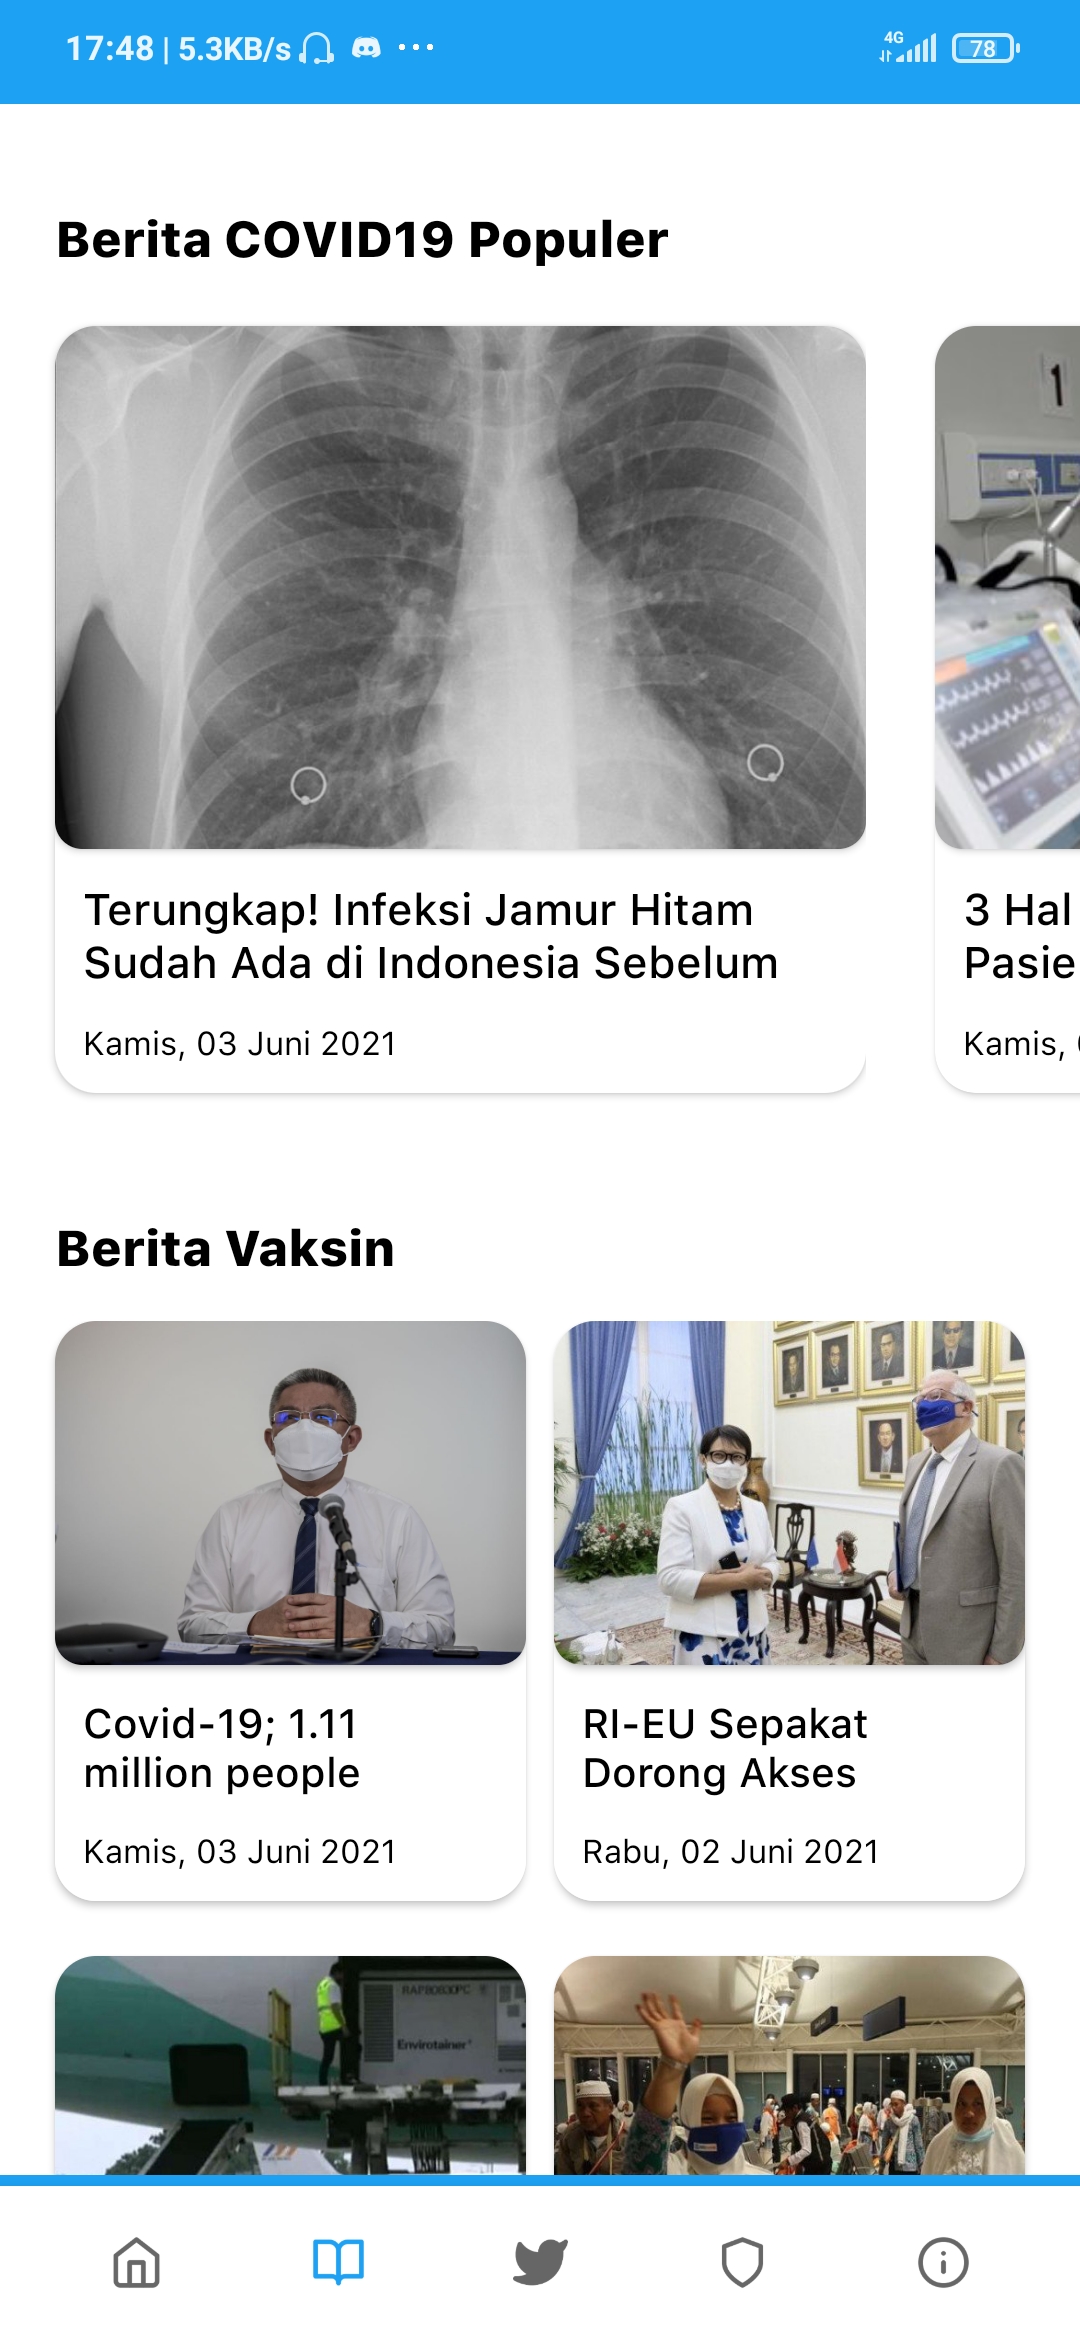 17:48 | 5.3KB/s
4G
78
Berita COVID19 Populer
1
Terungkap! Infeksi Jamur Hitam
Sudah Ada di Indonesia Sebelum
Kamis, 03 Juni 2021
3 Hal
Pasie
Kamis,
Berita Vaksin
Covid-19; 1.11
million people
Kamis, 03 Juni 2021
RI-EU Sepakat
Dorong Akses
Rabu, 02 Juni 2021
Envirotainer